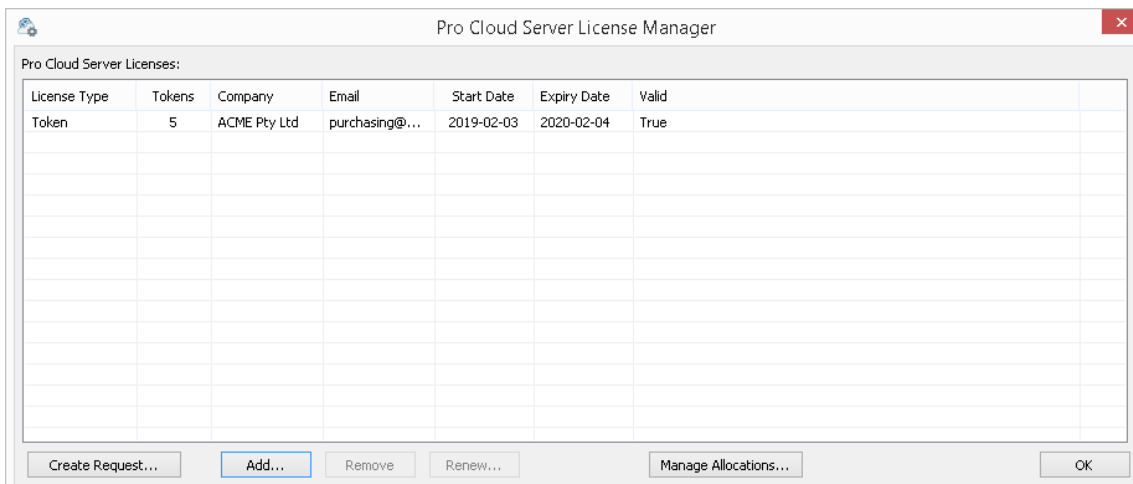 Pro Cloud Server License Manager
Pro Cloud Server Licenses:
License Type Tokens Company Email Start Date Expiry Date Valid
Token 5 ACME Pty Ltd purchasing@... 2019-02-03 2020-02-04 True
Create Request... Add... Remove Renew... Manage Allocations... OK